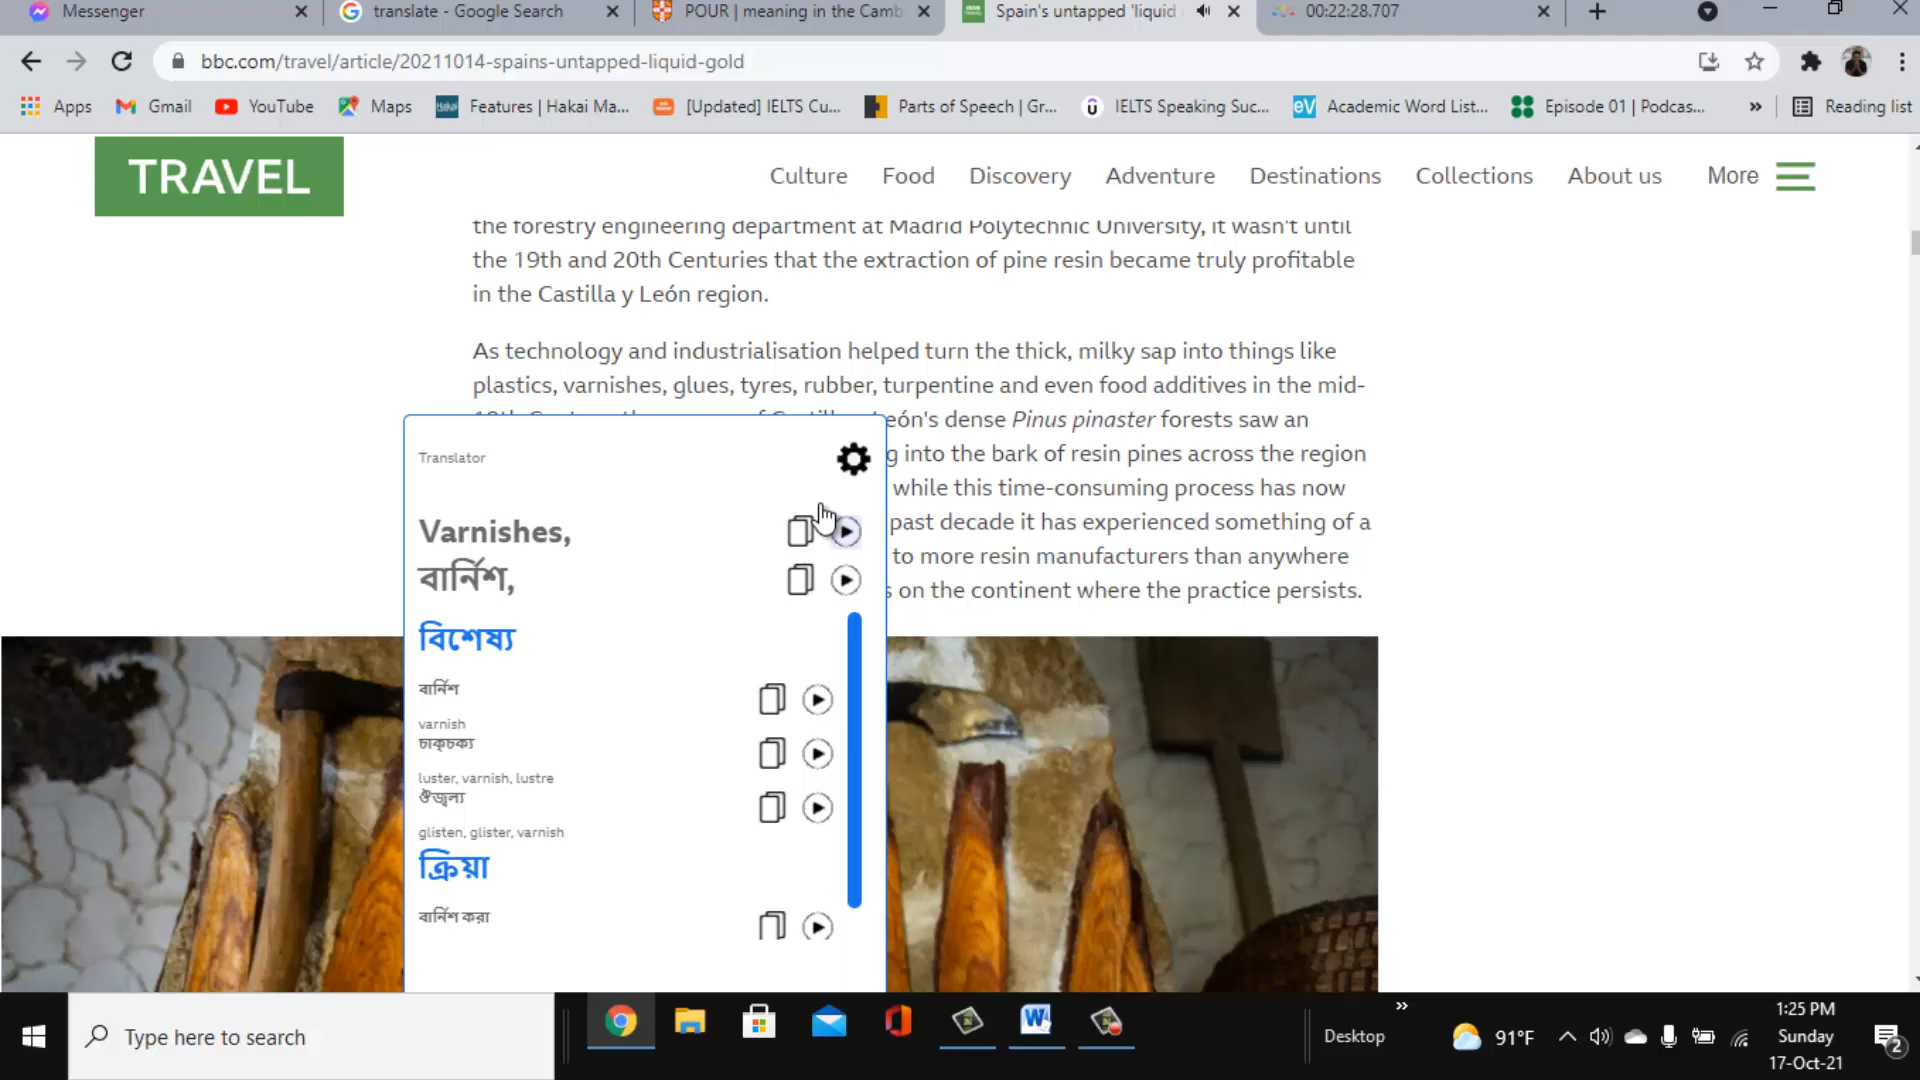 Messenger
translate - Google Search
POUR | meaning in the Camb
Spain's untapped 'liquid
00:22:28.707
bbc.com/travel/article/20211014-spains-untapped-liquid-gold
Apps
Gmail
YouTube
Maps
Hakai
Features | Hakai Ma...
[Updated] IELTS Cu...
Parts of Speech | Gr...
IELTS Speaking Suc...
eV
Academic Word List...
Episode 01 | Podcas...
»
Reading list
TRAVEL
Culture
Food
Discovery
Adventure
Destinations
Collections
About us
More
the forestry engineering department at Madrid Polytechnic University, it wasn't until
the 19th and 20th Centuries that the extraction of pine resin became truly profitable
in the Castilla y León region.
As technology and industrialisation helped turn the thick, milky sap into things like
plastics, varnishes, glues, tyres, rubber, turpentine and even food additives in the mid-
eón's dense Pinus pinaster forests saw an
g into the bark of resin pines across the region
while this time-consuming process has now
past decade it has experienced something of a
to more resin manufacturers than anywhere
s on the continent where the practice persists.
Translator
Varnishes,
বার্নিশ,
বিশেষ্য
বার্নিশ
varnish
চাক্চক্য
luster, varnish, lustre
ঔজ্বল্য
glisten, glister, varnish
ক্রিয়া
বার্নিশ করা
Type here to search
Desktop
»
91°F
1:25 PM
Sunday
17-Oct-21
2